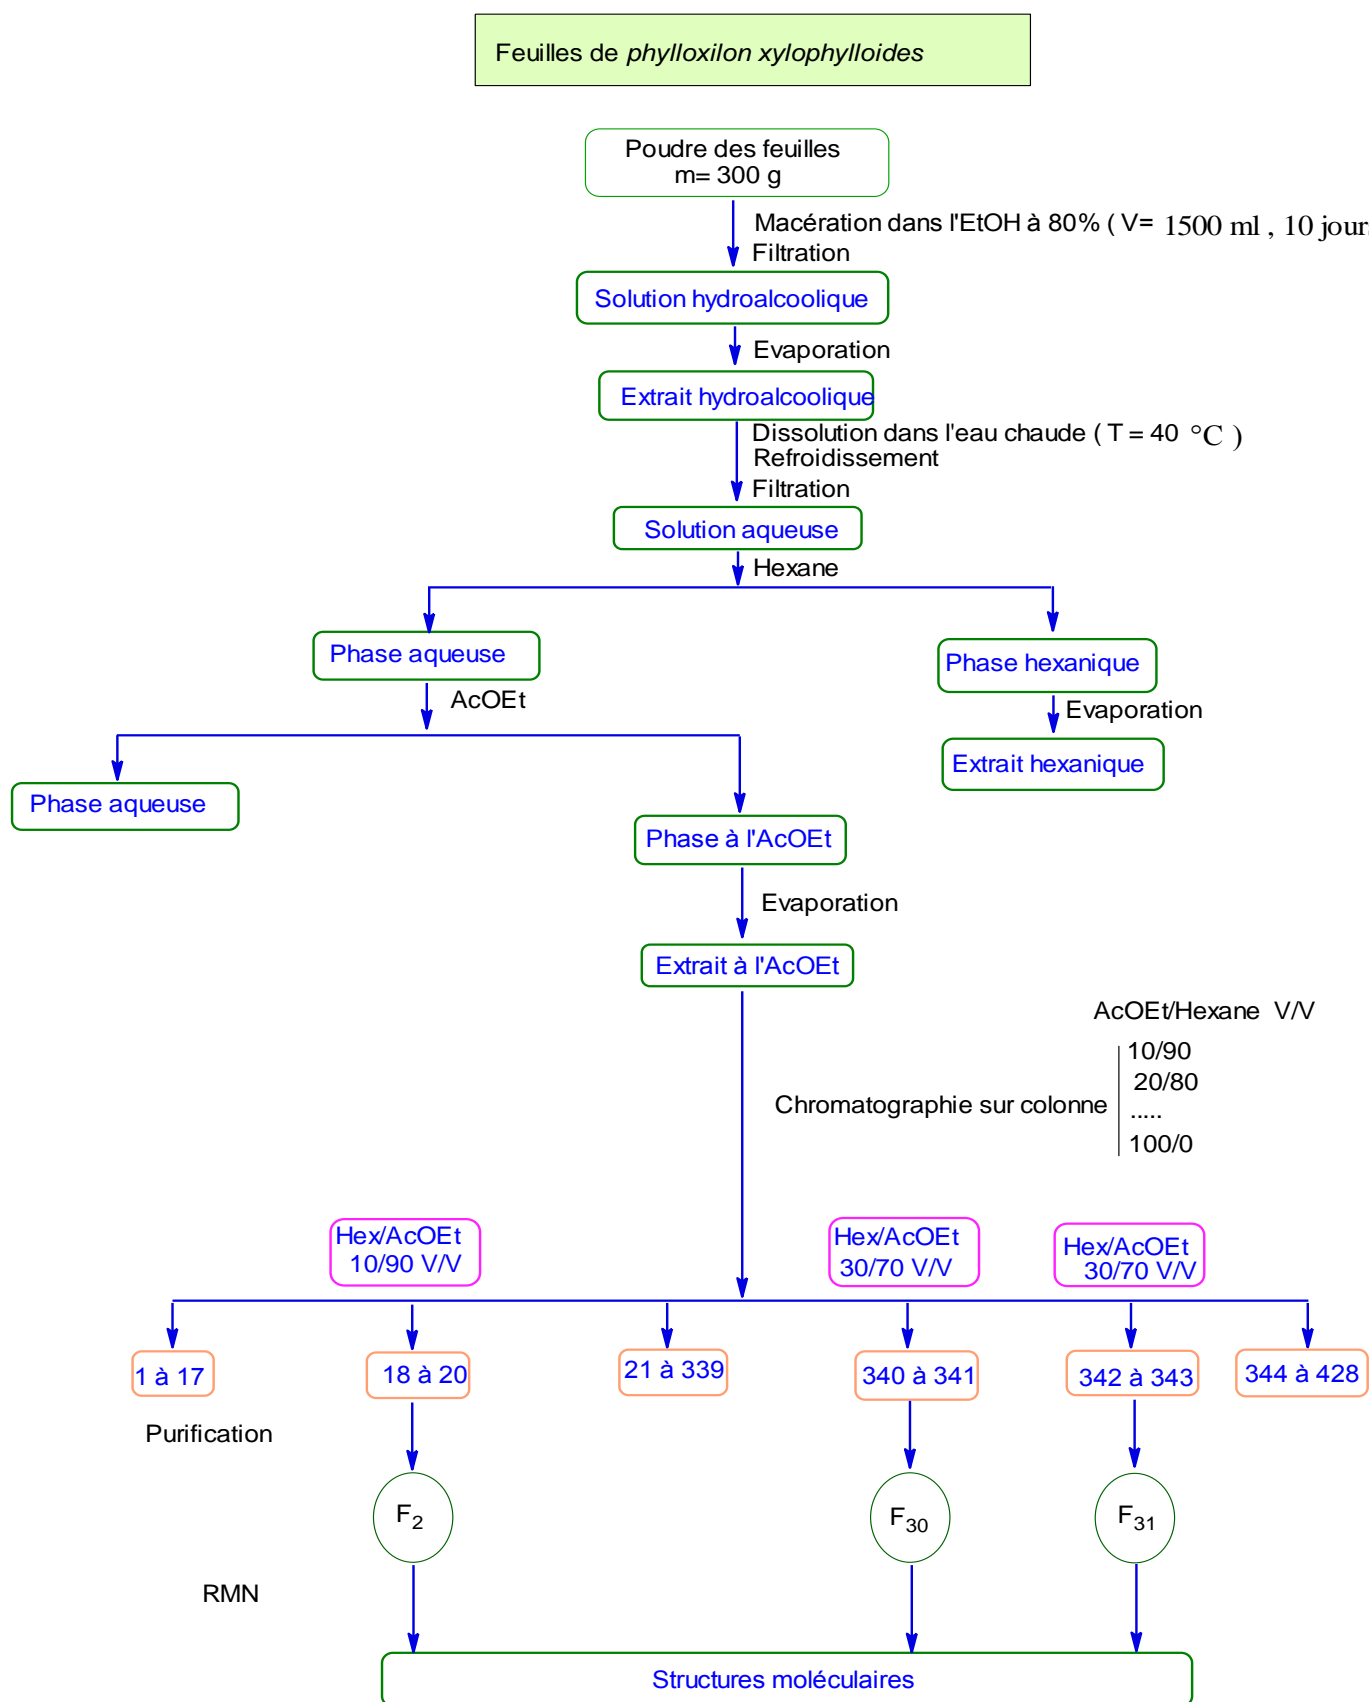 Feuilles de phylloxilon xylophylloides
Poudre des feuilles
m= 300 g
Macération dans l'EtOH à 80% ( V= 1500 ml , 10 jour
Filtration
Solution hydroalcoolique
Evaporation
Extrait hydroalcoolique
Dissolution dans l'eau chaude ( T = 40 °C )
Refroidissement
Filtration
Solution aqueuse
Hexane
Phase aqueuse
Phase hexanique
AcOEt
Evaporation
Extrait hexanique
Phase aqueuse
Phase à l'AcOEt
Evaporation
Extrait à l'AcOEt
AcOEt/Hexane V/V
10/90
20/80
Chromatographie sur colonne
.....
100/0
Hex/AcOEt
10/90 V/V
Hex/AcOEt
30/70 V/V
Hex/AcOEt
30/70 V/V
1 à 17
18 à 20
21 à 339
340 à 341
342 à 343
344 à 428
Purification
F2
F30
F31
RMN
Structures moléculaires